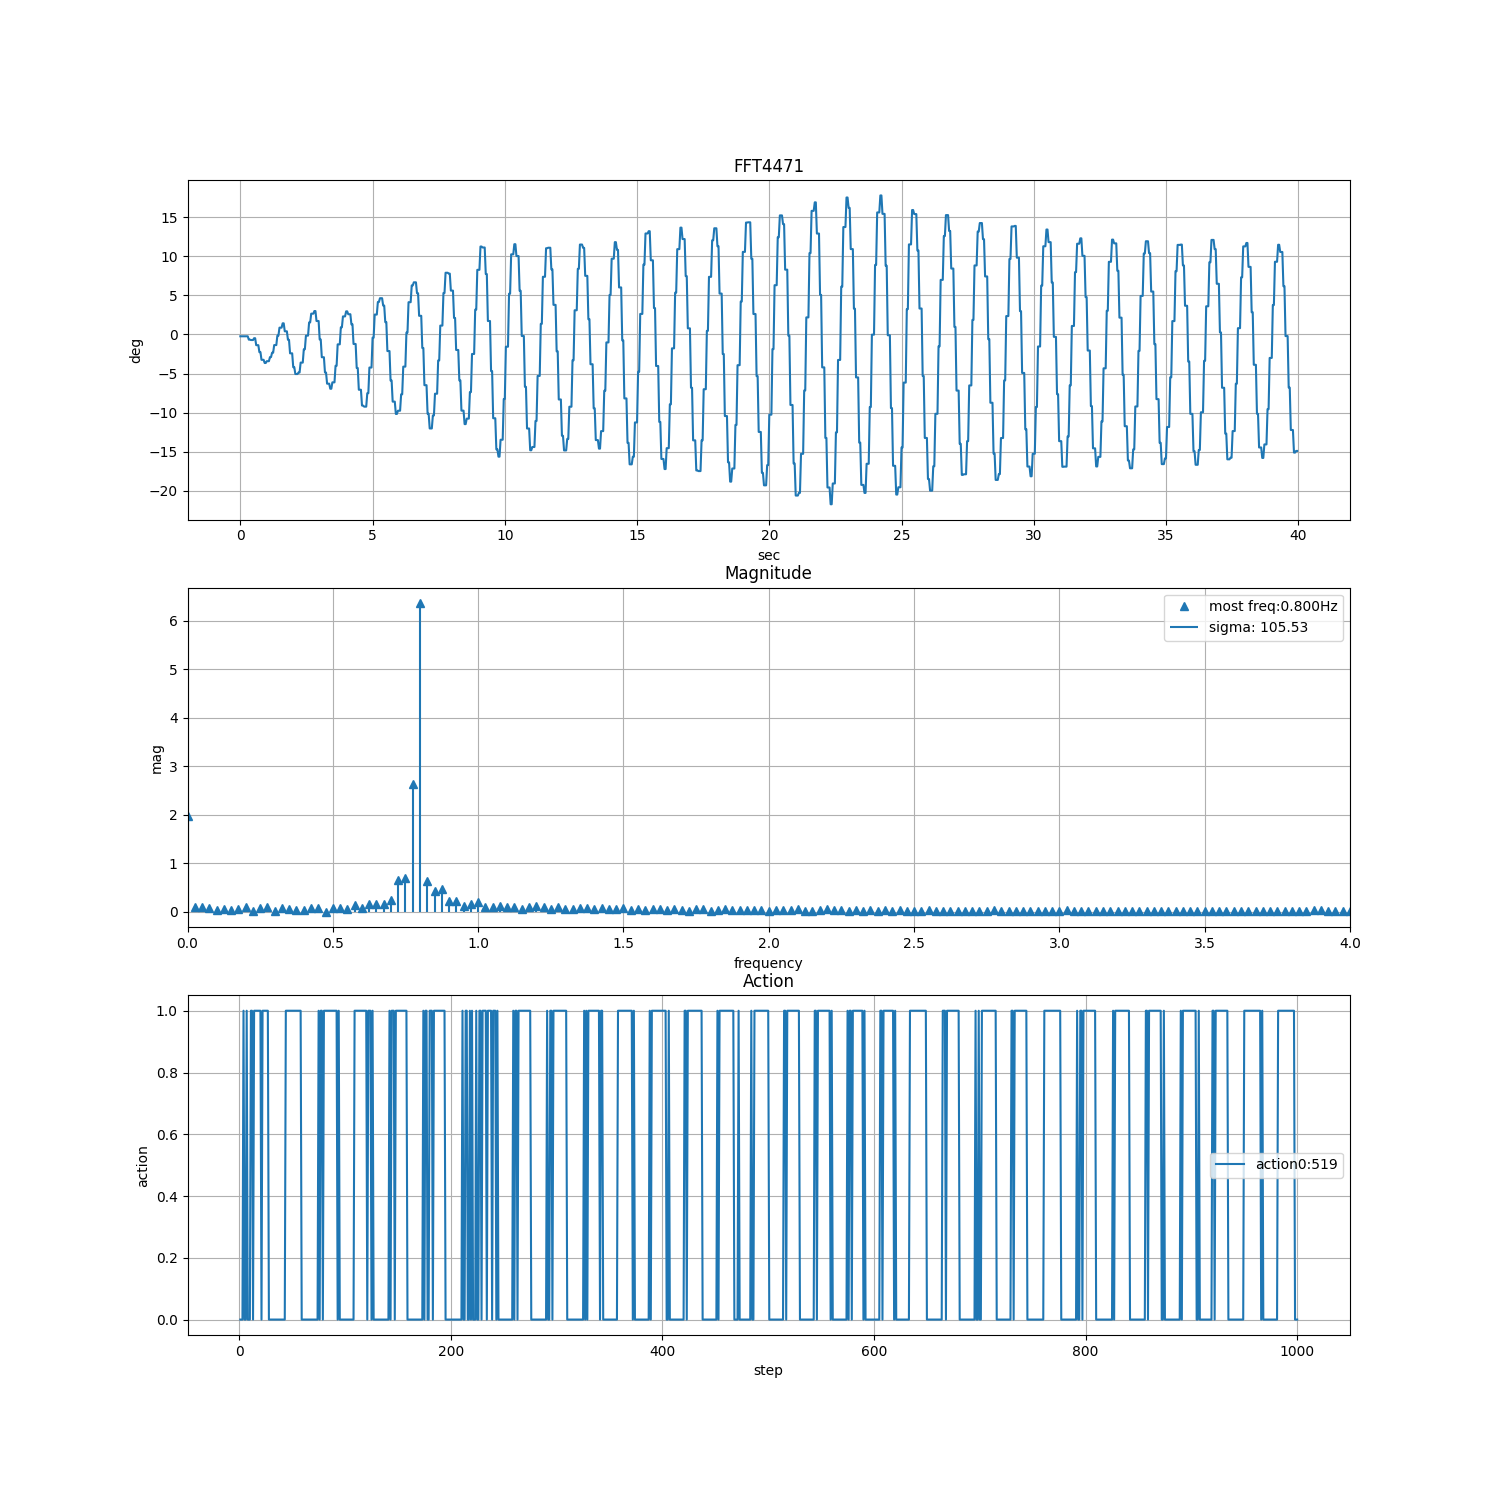 FFT4471
15
10
5
0
−5
−10
−15
−20
deg
0 5 10 15 20 25 30 35 40
sec
Magnitude
most freq:0.800Hz
sigma: 105.53
6
5
4
3
2
1
0
mag
0.0 0.5 1.0 1.5 2.0 2.5 3.0 3.5 4.0
frequency
Action
1.0
0.8
0.6
0.4
0.2
0.0
action
action0:519
0 200 400 600 800 1000
step